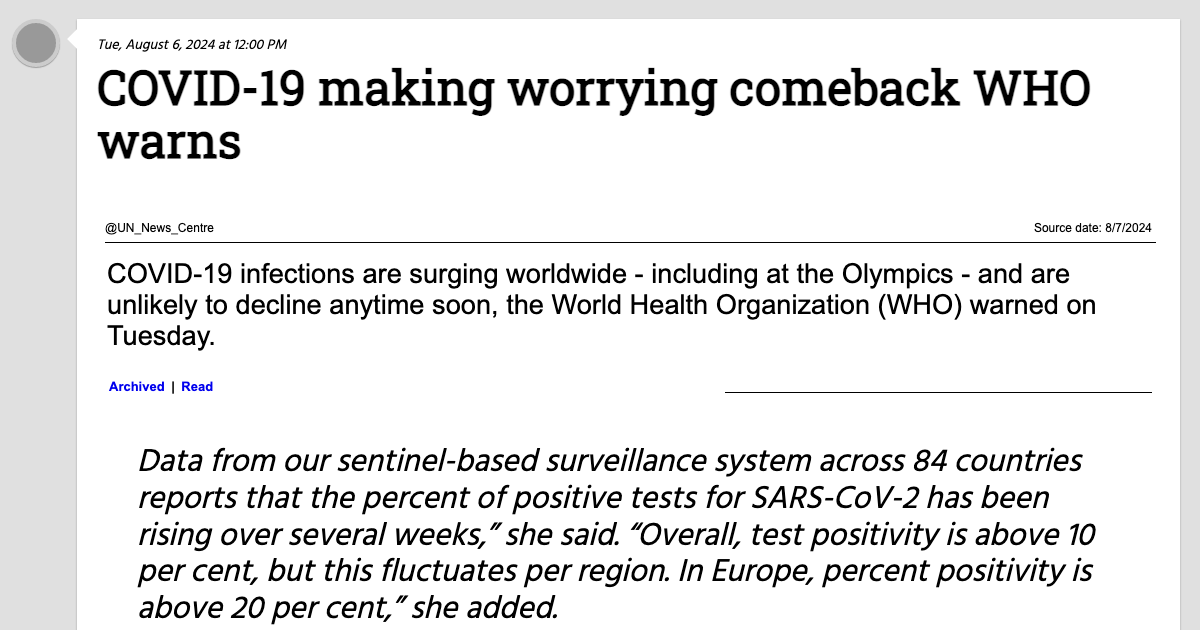 Tue, August 6, 2024 at 12:00 PM
COVID-19 making worrying comeback WHO
warns
@UN_News_Centre
Source date: 8/7/2024
COVID-19 infections are surging worldwide - including at the Olympics - and are
unlikely to decline anytime soon, the World Health Organization (WHO) warned on
Tuesday.
Archived | Read
Data from our sentinel-based surveillance system across 84 countries
reports that the percent of positive tests for SARS-CoV-2 has been
rising over several weeks,” she said. “Overall, test positivity is above 10
per cent, but this fluctuates per region. In Europe, percent positivity is
above 20 per cent,” she added.